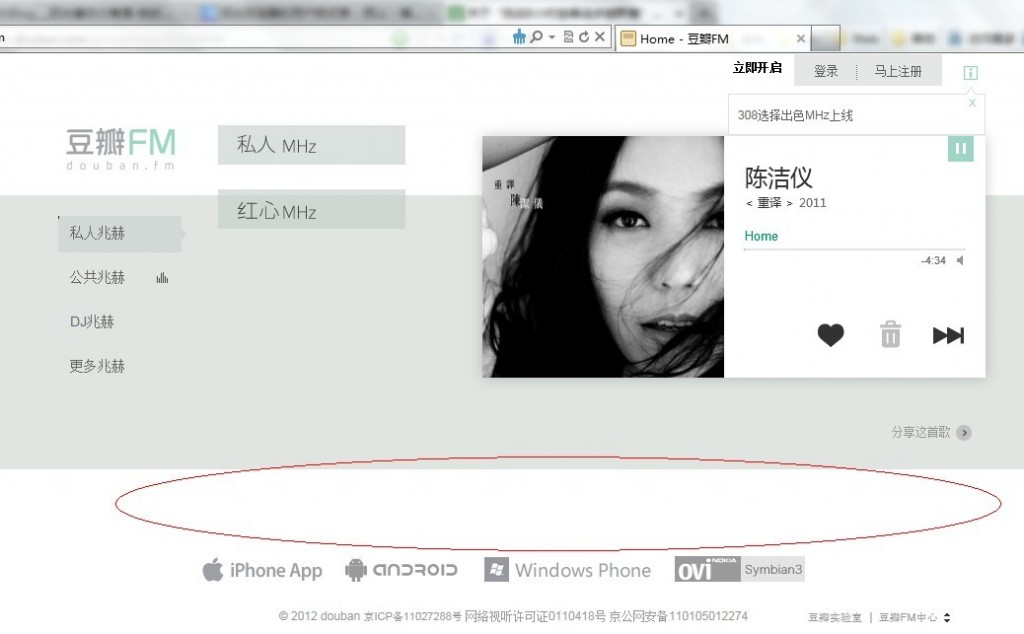 Home - 豆瓣FM
立即开启
登录
马上注册
308选择出色MHz上线
x
豆瓣FM
douban.fm
私人 MHz
红心MHz
私人兆赫
公共兆赫
DJ兆赫
更多兆赫
重譯
陳潔儀
陈洁仪
< 重译 > 2011
Home
-4:34
分享这首歌
iPhone App
ANDROID
Windows Phone
NOKIA
OVI
Symbian3
© 2012 douban 京ICP备11027288号 网络视听许可证0110418号 京公网安备110105012274
豆瓣实验室 | 豆瓣FM中心